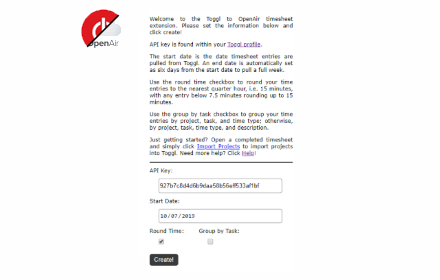 OpenAir
Welcome to the Toggl to OpenAir timesheet
extension. Please set the information below and
click create!
API key is found within your Toggl profile.
The start date is the date timesheet entries are
pulled from Toggl. An end date is automatically set
as six days from the start date to pull a full week.
Use the round time checkbox to round your time
entries to the nearest quarter hour, i.e. 15 minutes,
with any entry below 7.5 minutes rounding up to 15
minutes.
Use the group by task checkbox to group your time
entries by project, task, and time type; otherwise,
by project, task, time type, and description.
Just getting started? Open a completed timesheet
and simply click Import Projects to import projects
into Toggl. Need more help? Click Help!
API Key:
Start Date:
10/07/2019
Round Time: Group by Task:
Create!